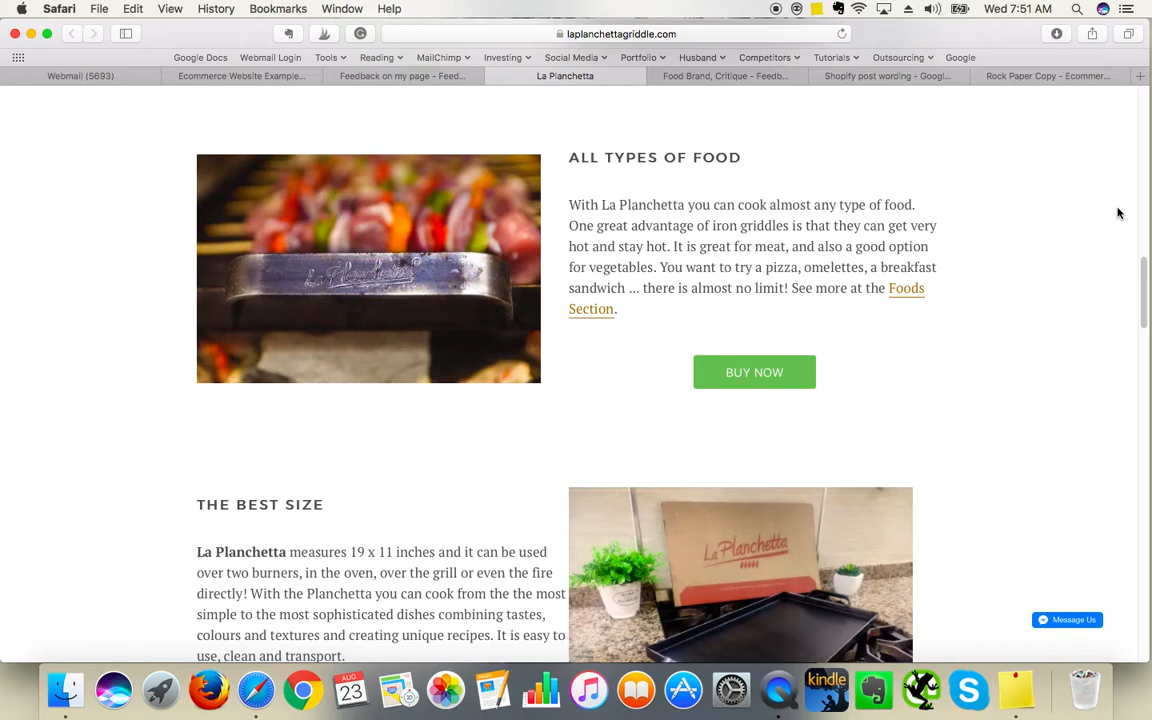 Safari File Edit View History Bookmarks Window Help Wed 7:51 AM
laplanchettagriddle.com
Google Docs Webmail Login Tools Reading MailChimp Investing Social Media Portfolio Husband Competitors Tutorials Outsourcing Google
Webmail (5693) Ecommerce Website Example... Feedback on my page - Feed... La Planchetta Food Brand, Critique - Feedb... Shopify post wording - Googl... Rock Paper Copy - Ecommer...
ALL TYPES OF FOOD
With La Planchetta you can cook almost any type of food.
One great advantage of iron griddles is that they can get very
hot and stay hot. It is great for meat, and also a good option
for vegetables. You want to try a pizza, omelettes, a breakfast
sandwich ... there is almost no limit! See more at the Foods
Section.
La Planchetta
BUY NOW
THE BEST SIZE
La Planchetta measures 19 x 11 inches and it can be used
over two burners, in the oven, over the grill or even the fire
directly! With the Planchetta you can cook from the the most
simple to the most sophisticated dishes combining tastes,
colours and textures and creating unique recipes. It is easy to
use, clean and transport.
La Planchetta
Message Us
AUG
23
kindle